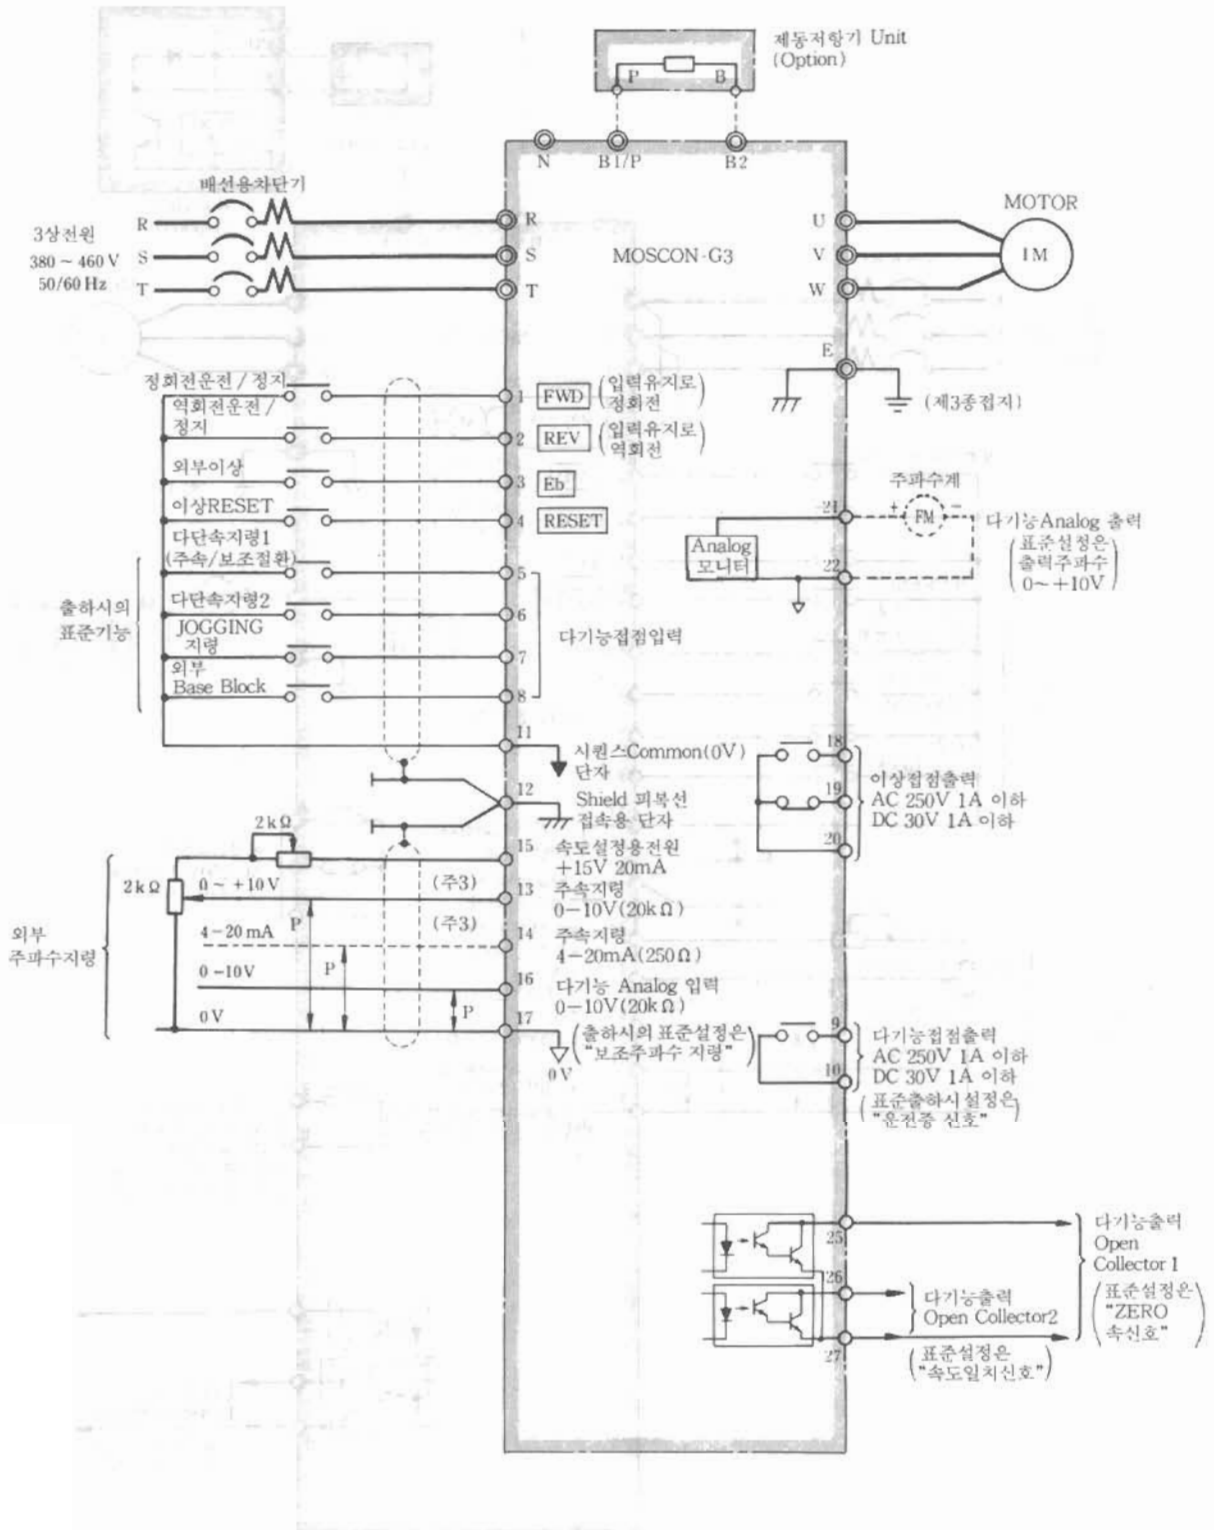 제동저항기 Unit
(Option)
P
B
N
B1/P
B2
배선용차단기
3상전원
380 ~ 460 V
50/60 Hz
R
S
T
R
S
T
MOSCON-G3
U
V
W
MOTOR
IM
E
(제3종접지)
정회전운전 / 정지
1
FWD
(입력유지로
정회전)
역회전운전 /
정지
2
REV
(입력유지로
역회전)
외부이상
3
Eb
이상RESET
4
RESET
다단속지령1
(주속/보조절환)
5
다단속지령2
6
JOGGING
지령
7
외부
Base Block
8
출하시의
표준기능
다기능접점입력
주파수계
21
+
FM
−
Analog
모니터
22
다기능Analog 출력
(표준설정은
출력주파수
0~ +10V)
11
시퀀스Common(0V)
단자
12
Shield 피복선
접속용 단자
18
19
20
이상접점출력
AC 250V 1A 이하
DC 30V 1A 이하
2kΩ
15
속도설정용전원
+15V 20mA
2kΩ
0 ~ +10V
(주3)
13
주속지령
0−10V(20kΩ)
P
4−20 mA
(주3)
14
주속지령
4−20mA(250Ω)
P
0 −10V
16
다기능 Analog 입력
0−10V(20kΩ)
P
0V
17
외부
주파수지령
0V
(출하시의 표준설정은
"보조주파수 지령")
9
10
다기능접점출력
AC 250V 1A 이하
DC 30V 1A 이하
(표준출하시 설정은
"운전중 신호")
25
26
27
다기능출력
Open
Collector 1
(표준설정은
"ZERO
속신호")
다기능출력
Open Collector2
(표준설정은
"속도일치신호")